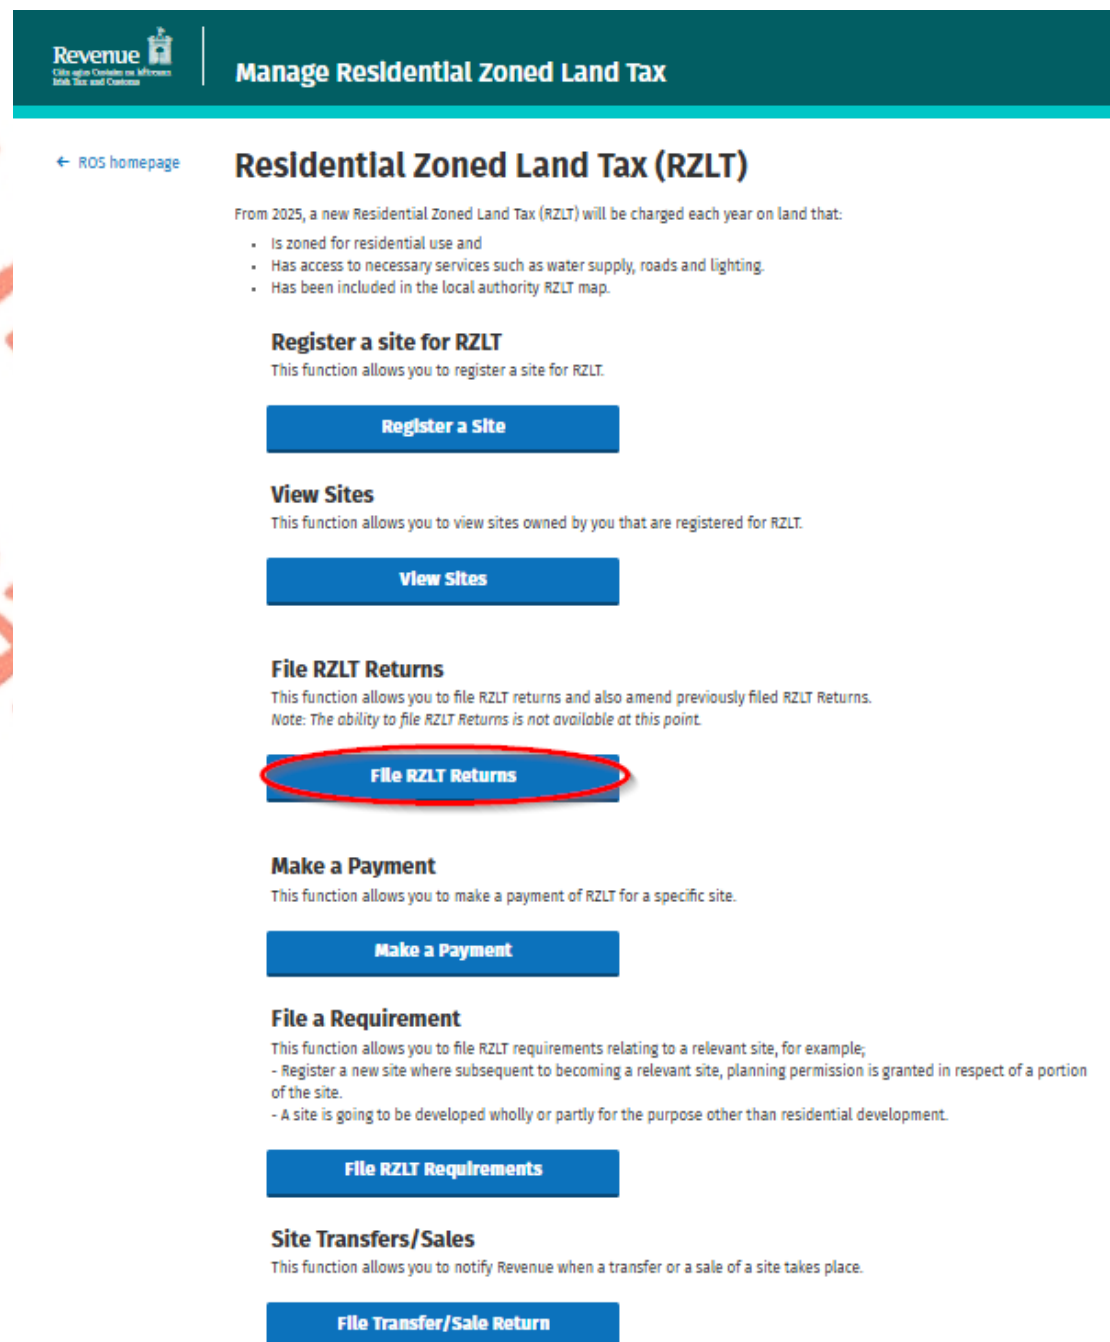 Revenue
Cáin agus Custaim na hÉireann
Irish Tax and Customs
Manage Residential Zoned Land Tax
← ROS homepage
Residential Zoned Land Tax (RZLT)
From 2025, a new Residential Zoned Land Tax (RZLT) will be charged each year on land that:
• Is zoned for residential use and
• Has access to necessary services such as water supply, roads and lighting.
• Has been included in the local authority RZLT map.
Register a site for RZLT
This function allows you to register a site for RZLT.
Register a Site
View Sites
This function allows you to view sites owned by you that are registered for RZLT.
View Sites
File RZLT Returns
This function allows you to file RZLT returns and also amend previously filed RZLT Returns.
Note: The ability to file RZLT Returns is not available at this point.
File RZLT Returns
Make a Payment
This function allows you to make a payment of RZLT for a specific site.
Make a Payment
File a Requirement
This function allows you to file RZLT requirements relating to a relevant site, for example;
- Register a new site where subsequent to becoming a relevant site, planning permission is granted in respect of a portion
of the site.
- A site is going to be developed wholly or partly for the purpose other than residential development.
File RZLT Requirements
Site Transfers/Sales
This function allows you to notify Revenue when a transfer or a sale of a site takes place.
File Transfer/Sale Return